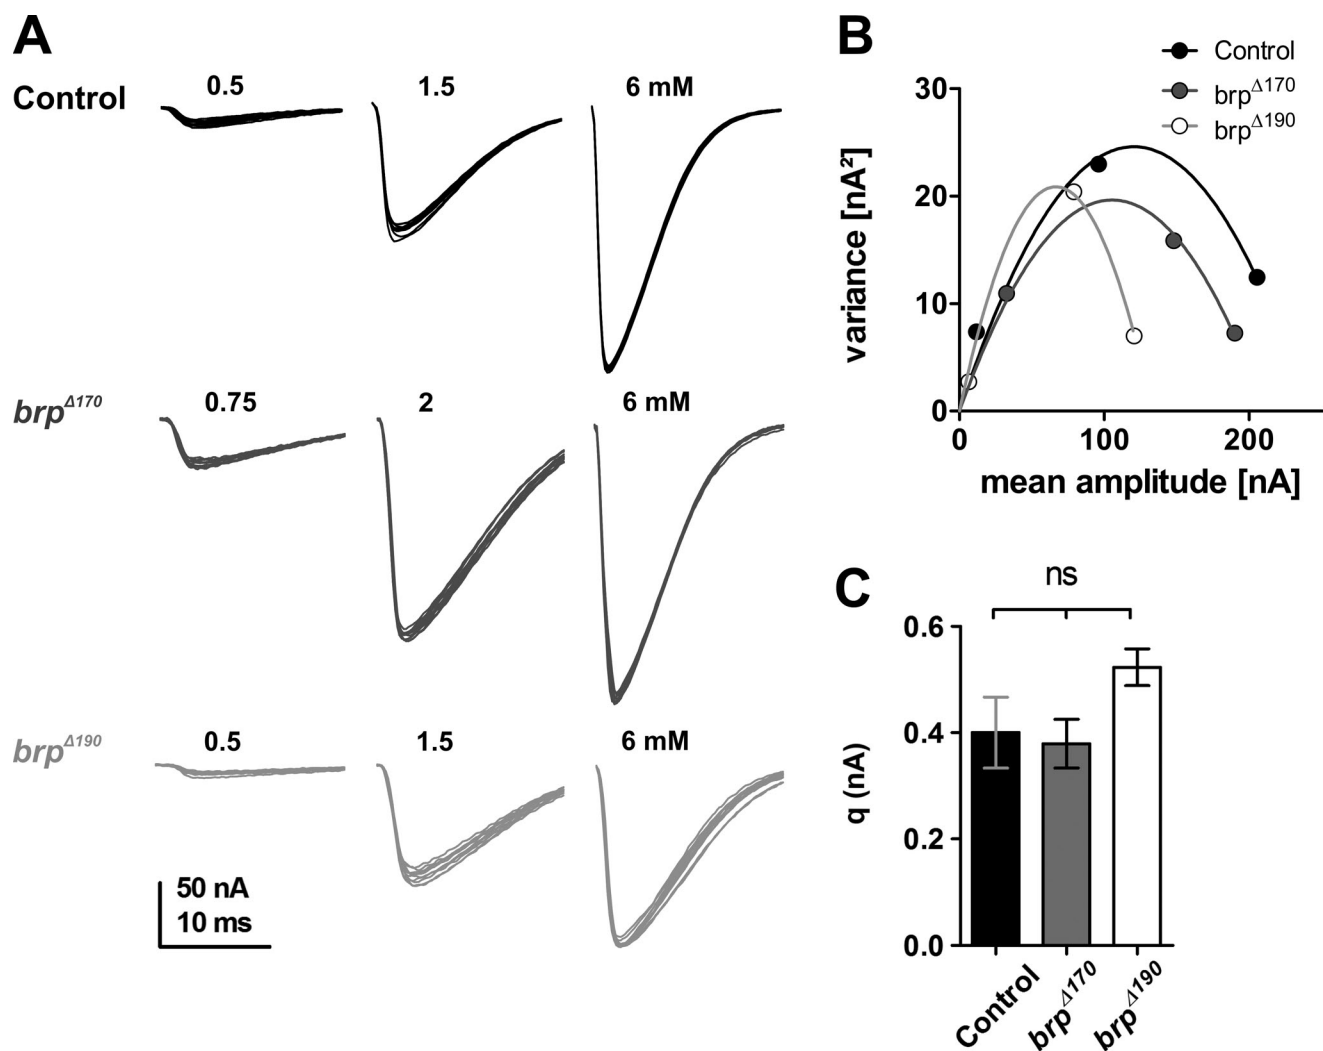 A
Control
0.5
1.5
6 mM
brpΔ170
0.75
2
6 mM
brpΔ190
0.5
1.5
6 mM
50 nA
10 ms
B
Control
brpΔ170
brpΔ190
variance [nA²]
30
20
10
0
0
100
200
mean amplitude [nA]
C
ns
q (nA)
0.6
0.4
0.2
0.0
Control
brpΔ170
brpΔ190